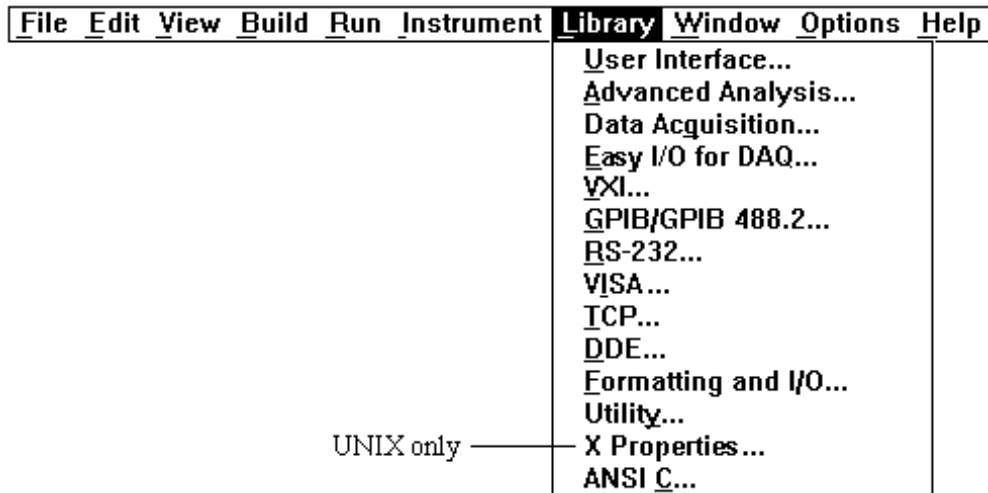 File Edit View Build Run Instrument Library Window Options Help
User Interface...
Advanced Analysis...
Data Acquisition...
Easy I/O for DAQ...
VXI...
GPIB/GPIB 488.2...
RS-232...
VISA...
TCP...
DDE...
Formatting and I/O...
Utility...
UNIX only X Properties...
ANSI C...